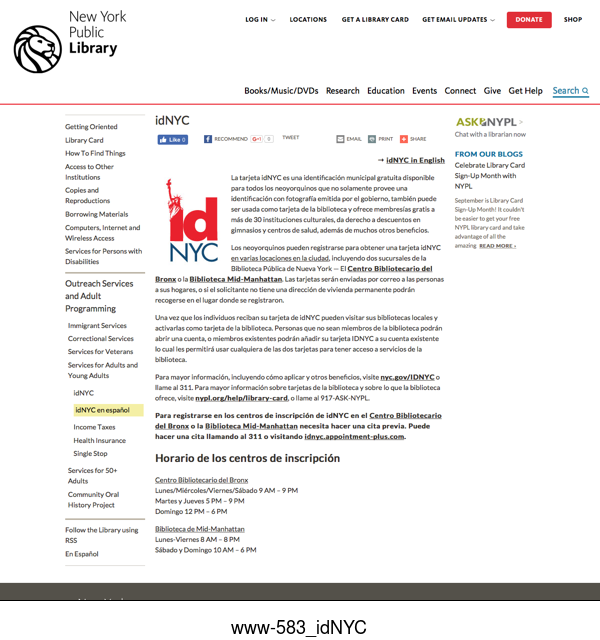 New York
Public
Library
LOG IN
LOCATIONS
GET A LIBRARY CARD
GET EMAIL UPDATES
DONATE
SHOP
Books/Music/DVDs Research Education Events Connect Give Get Help Search
Getting Oriented
Library Card
How To Find Things
Access to Other
Institutions
Copies and
Reproductions
Borrowing Materials
Computers, Internet and
Wireless Access
Services for Persons with
Disabilities
Outreach Services
and Adult
Programming
Immigrant Services
Correctional Services
Services for Veterans
Services for Adults and
Young Adults
idNYC
idNYC en español
Income Taxes
Health Insurance
Single Stop
Services for 50+
Adults
Community Oral
History Project
Follow the Library using
RSS
En Español
idNYC
Like 0
RECOMMEND
G+1 0
TWEET
EMAIL
PRINT
SHARE
→ idNYC in English
id
NYC
La tarjeta idNYC es una identificación municipal gratuita disponible
para todos los neoyorquinos que no solamente provee una
identificación con fotografía emitida por el gobierno, también puede
ser usada como tarjeta de la biblioteca y ofrece membresías gratis a
más de 30 instituciones culturales, da derecho a descuentos en
gimnasios y centros de salud, además de muchos otros beneficios.
Los neoyorquinos pueden registrarse para obtener una tarjeta idNYC
en varias locaciones en la ciudad, incluyendo dos sucursales de la
Biblioteca Pública de Nueva York — El Centro Bibliotecario del
Bronx o la Biblioteca Mid-Manhattan. Las tarjetas serán enviadas por correo a las personas
a sus hogares, o si el solicitante no tiene una dirección de vivienda permanente podrán
recogerse en el lugar donde se registraron.
Una vez que los individuos reciban su tarjeta de idNYC pueden visitar sus bibliotecas locales y
activarlas como tarjeta de la biblioteca. Personas que no sean miembros de la biblioteca podrán
abrir una cuenta, o miembros existentes podrán añadir su tarjeta IDNYC a su cuenta existente
lo cual les permitirá usar cualquiera de las dos tarjetas para tener acceso a servicios de la
biblioteca.
Para mayor información, incluyendo cómo aplicar y otros beneficios, visite nyc.gov/IDNYC o
llame al 311. Para mayor información sobre tarjetas de la biblioteca y sobre lo que la biblioteca
ofrece, visite nypl.org/help/library-card, o llame al 917-ASK-NYPL.
Para registrarse en los centros de inscripción de idNYC en el Centro Bibliotecario
del Bronx o la Biblioteca Mid-Manhattan necesita hacer una cita previa. Puede
hacer una cita llamando al 311 o visitando idnyc.appointment-plus.com.
Horario de los centros de inscripción
Centro Bibliotecario del Bronx
Lunes/Miércoles/Viernes/Sábado 9 AM – 9 PM
Martes y Jueves 5 PM – 9 PM
Domingo 12 PM – 6 PM
Biblioteca de Mid-Manhattan
Lunes-Viernes 8 AM – 8 PM
Sábado y Domingo 10 AM – 6 PM
ASK NYPL >
Chat with a librarian now
FROM OUR BLOGS
Celebrate Library Card
Sign-Up Month with
NYPL
September is Library Card
Sign-Up Month! It couldn't
be easier to get your free
NYPL library card and take
advantage of all the
amazing READ MORE ›
www-583_idNYC